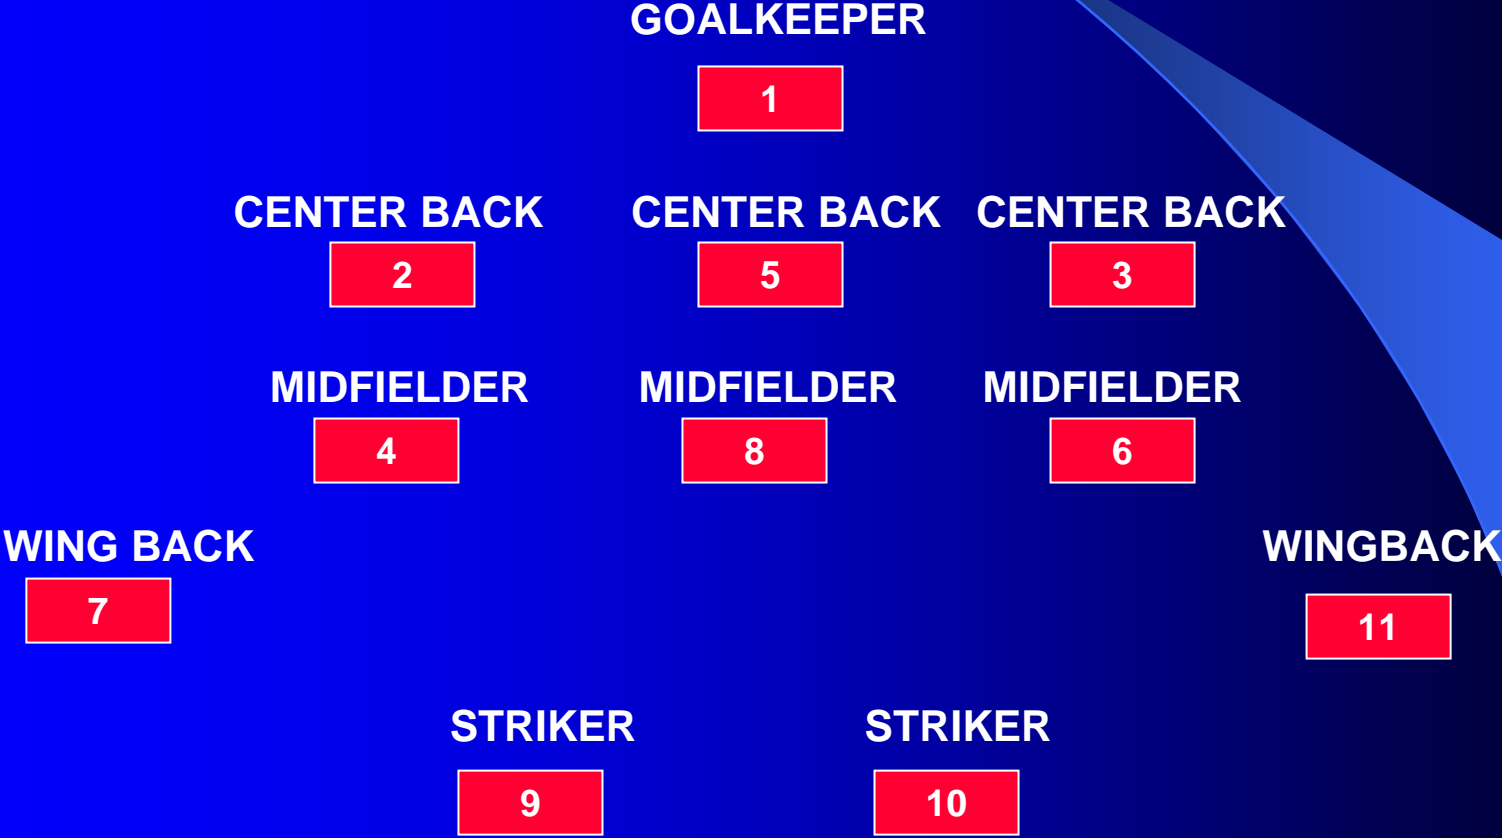 GOALKEEPER
1
CENTER BACK CENTER BACK CENTER BACK
2 5 3
MIDFIELDER MIDFIELDER MIDFIELDER
4 8 6
WING BACK WINGBACK
7 11
STRIKER STRIKER
9 10